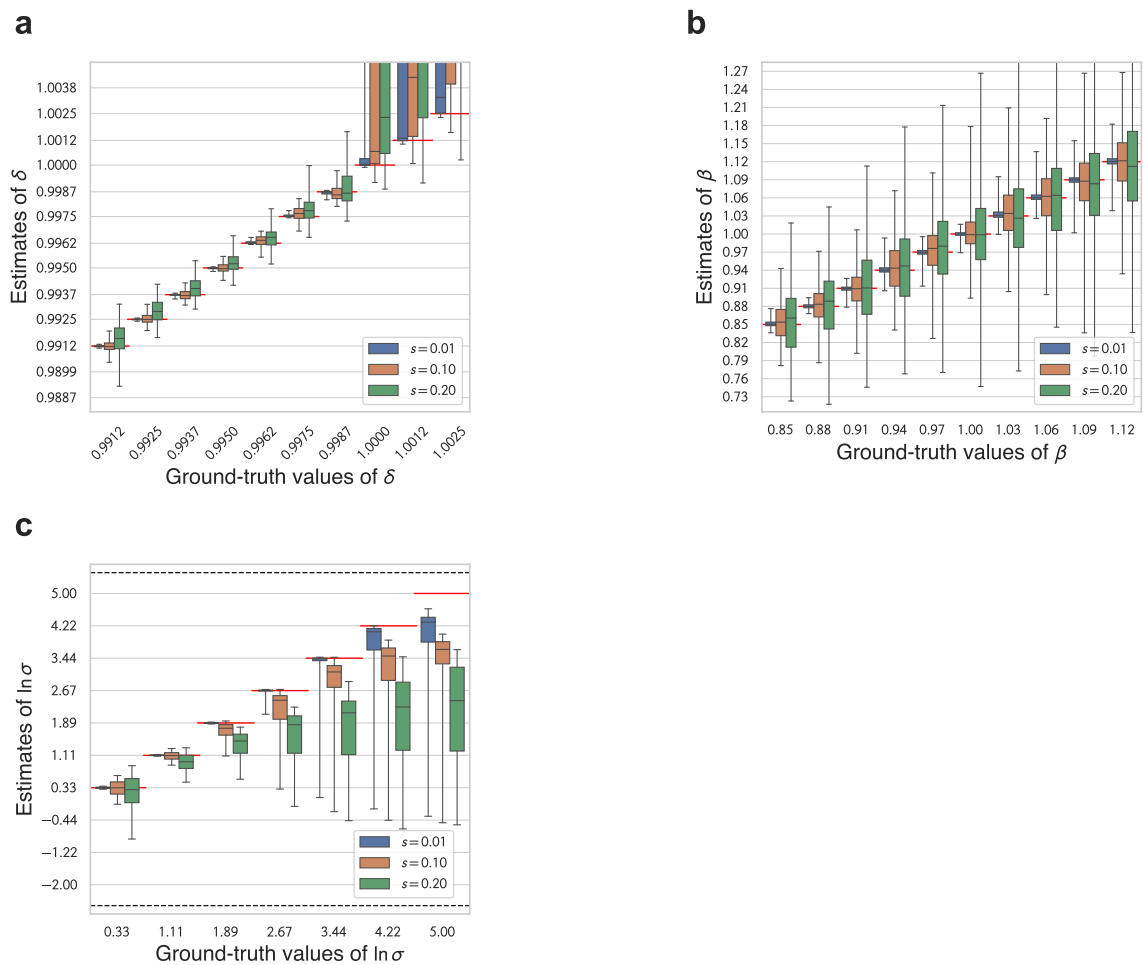 a
1.0038
1.0025
1.0012
1.0000
0.9987
0.9975
0.9962
0.9950
0.9937
0.9925
0.9912
0.9899
0.9887
Estimates of δ
s = 0.01
s = 0.10
s = 0.20
0.9912 0.9925 0.9937 0.9950 0.9962 0.9975 0.9987 1.0000 1.0012 1.0025
Ground-truth values of δ
b
1.27
1.24
1.21
1.18
1.15
1.12
1.09
1.06
1.03
1.00
0.97
0.94
0.91
0.88
0.85
0.82
0.79
0.76
0.73
Estimates of β
s = 0.01
s = 0.10
s = 0.20
0.85 0.88 0.91 0.94 0.97 1.00 1.03 1.06 1.09 1.12
Ground-truth values of β
c
5.00
4.22
3.44
2.67
1.89
1.11
0.33
−0.44
−1.22
−2.00
Estimates of ln σ
s = 0.01
s = 0.10
s = 0.20
0.33 1.11 1.89 2.67 3.44 4.22 5.00
Ground-truth values of ln σ